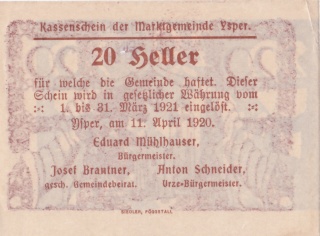 Kassenschein der Marktgemeinde Ysper.
20 Heller
für welche die Gemeinde haftet. Dieser
Schein wird in gesetzlicher Währung vom
1. bis 31. März 1921 eingelöst.
Ysper, am 11. April 1920.
Eduard Mühlhauser,
Bürgermeister.
Josef Brantner, Anton Schneider,
gesch. Gemeindebeirat. Vize-Bürgermeister.